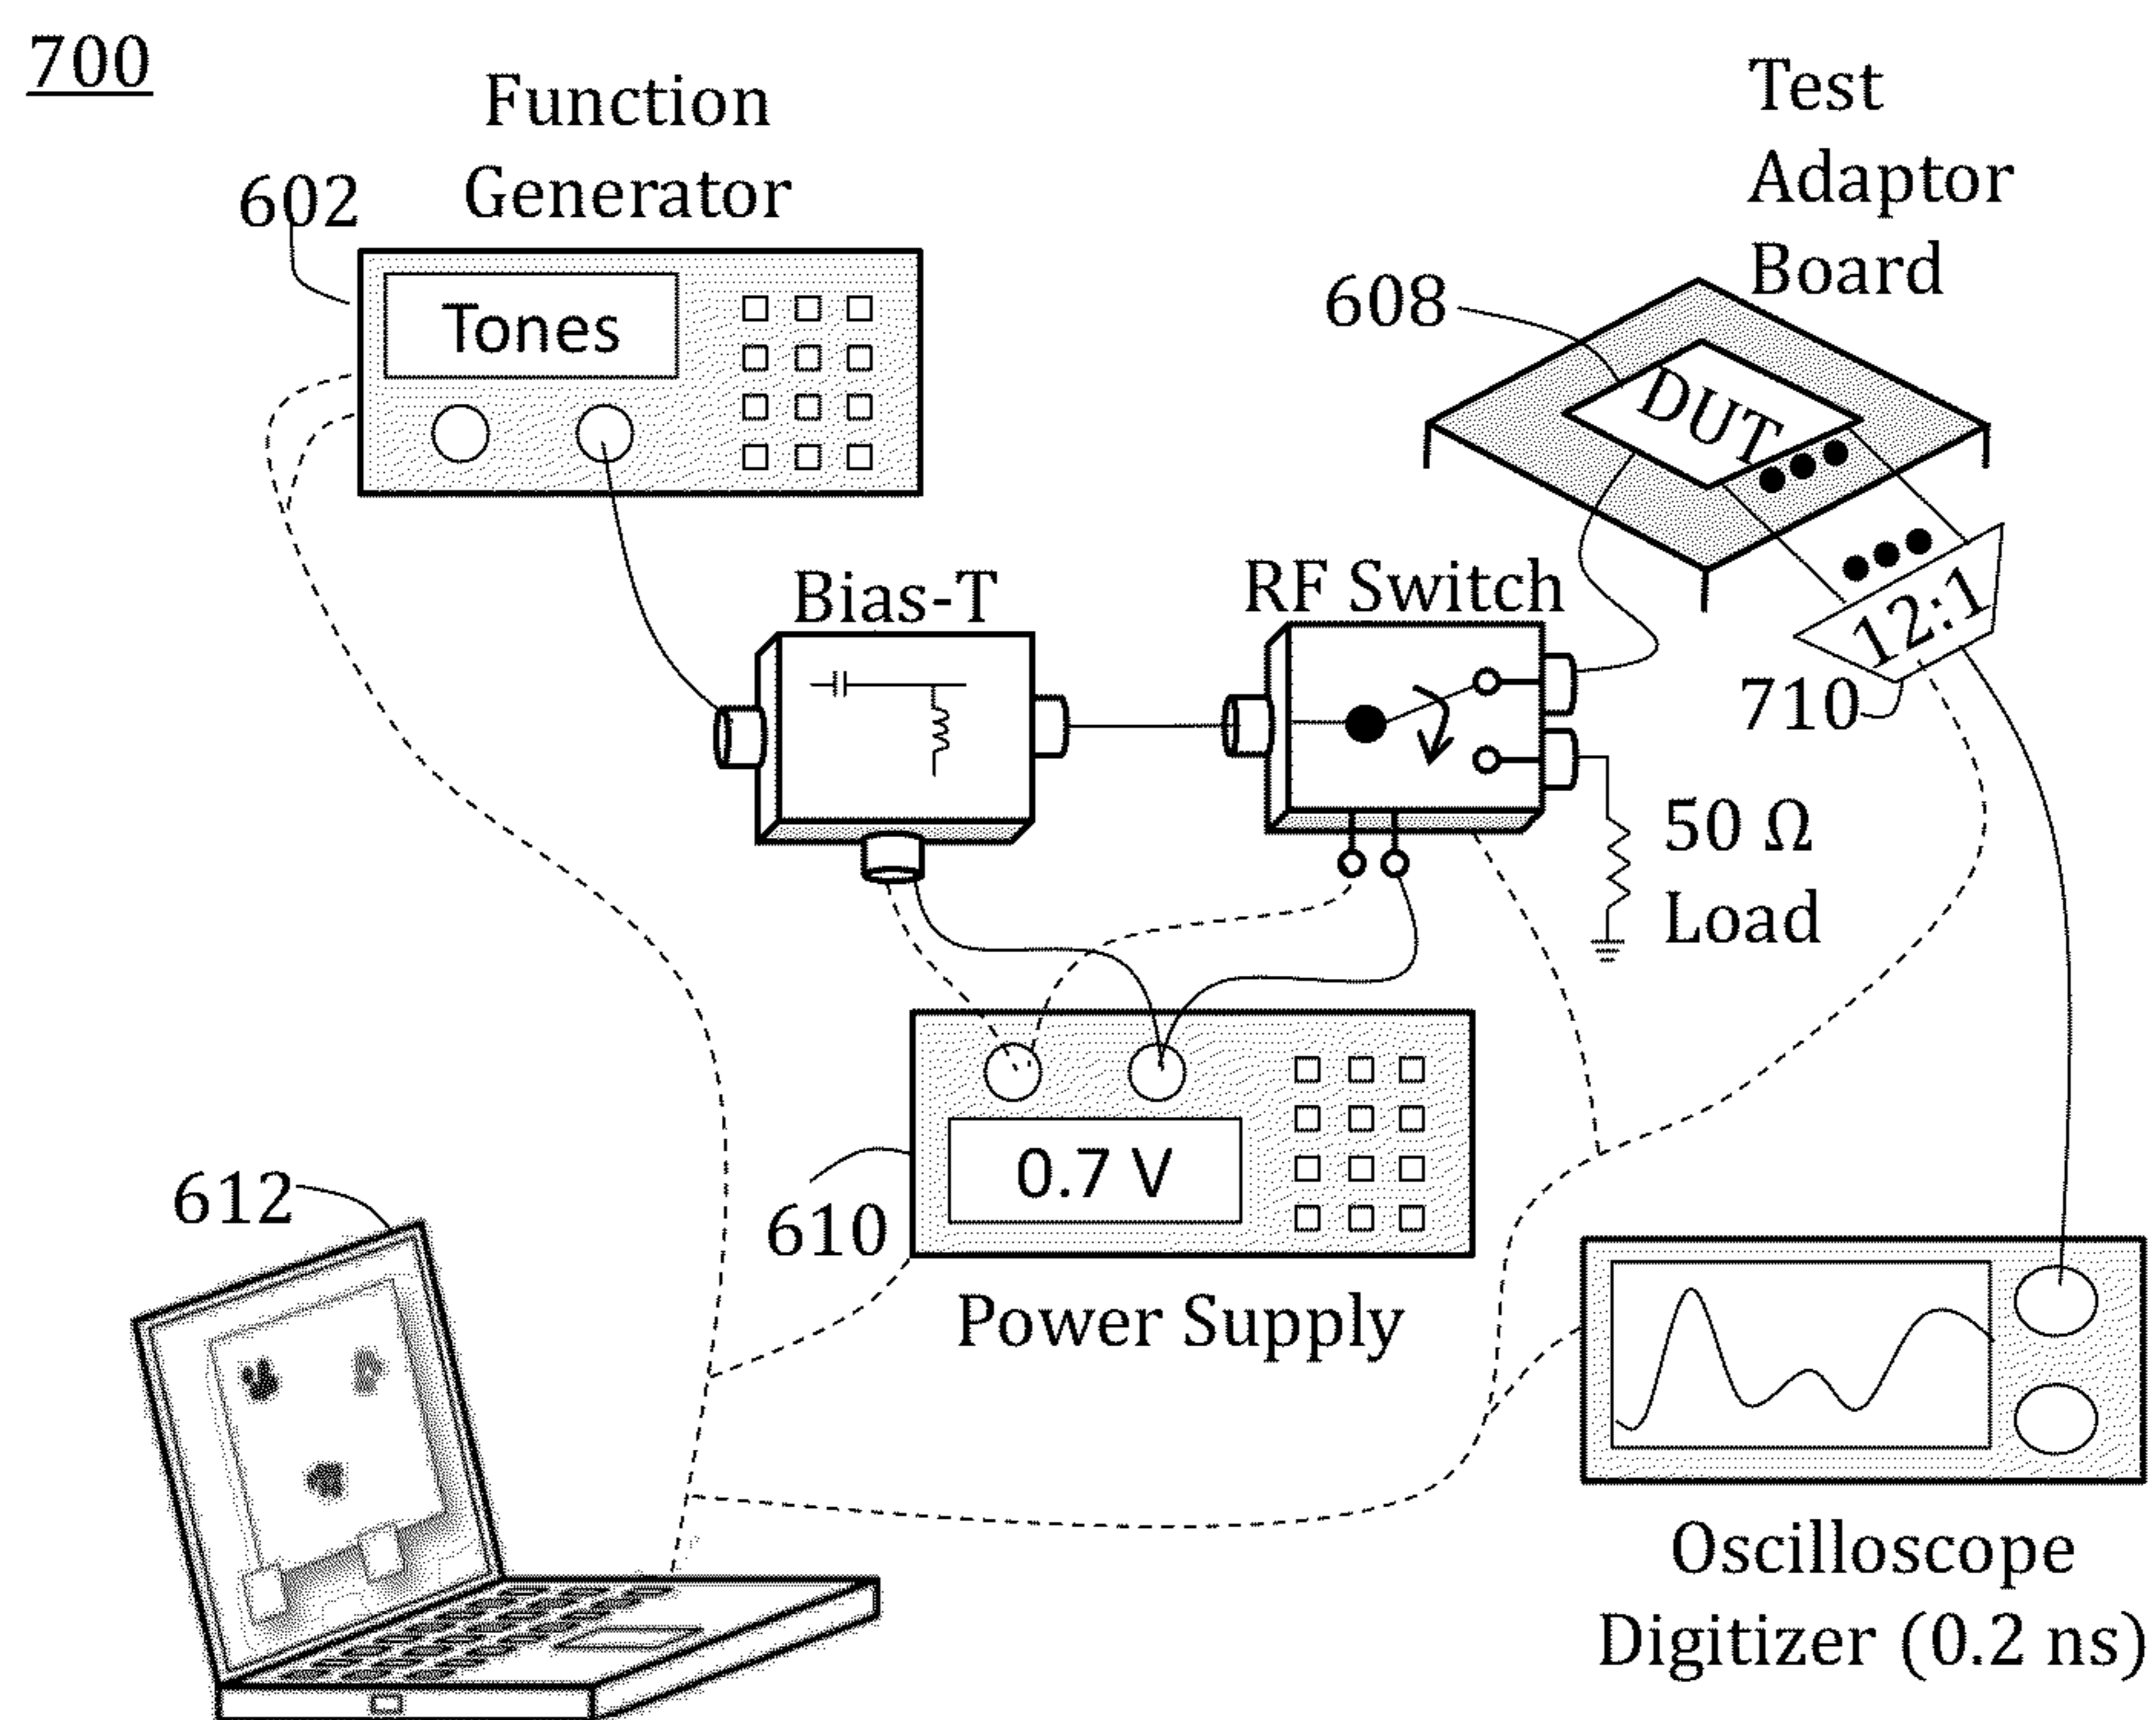 700
Function
Generator
602
Tones
Test
Adaptor
Board
608
DUT
12:1
710
Bias-T
RF Switch
50 Ω
Load
0.7 V
610
Power Supply
612
Oscilloscope
Digitizer (0.2 ns)